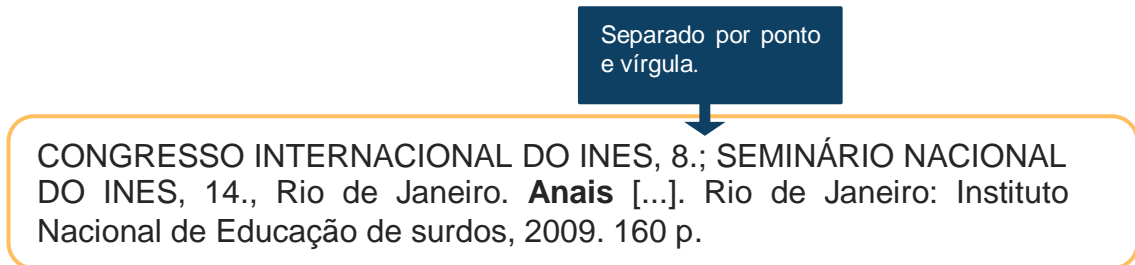 Separado por ponto
e vírgula.
CONGRESSO INTERNACIONAL DO INES, 8.; SEMINÁRIO NACIONAL
DO INES, 14., Rio de Janeiro. Anais [...]. Rio de Janeiro: Instituto
Nacional de Educação de surdos, 2009. 160 p.